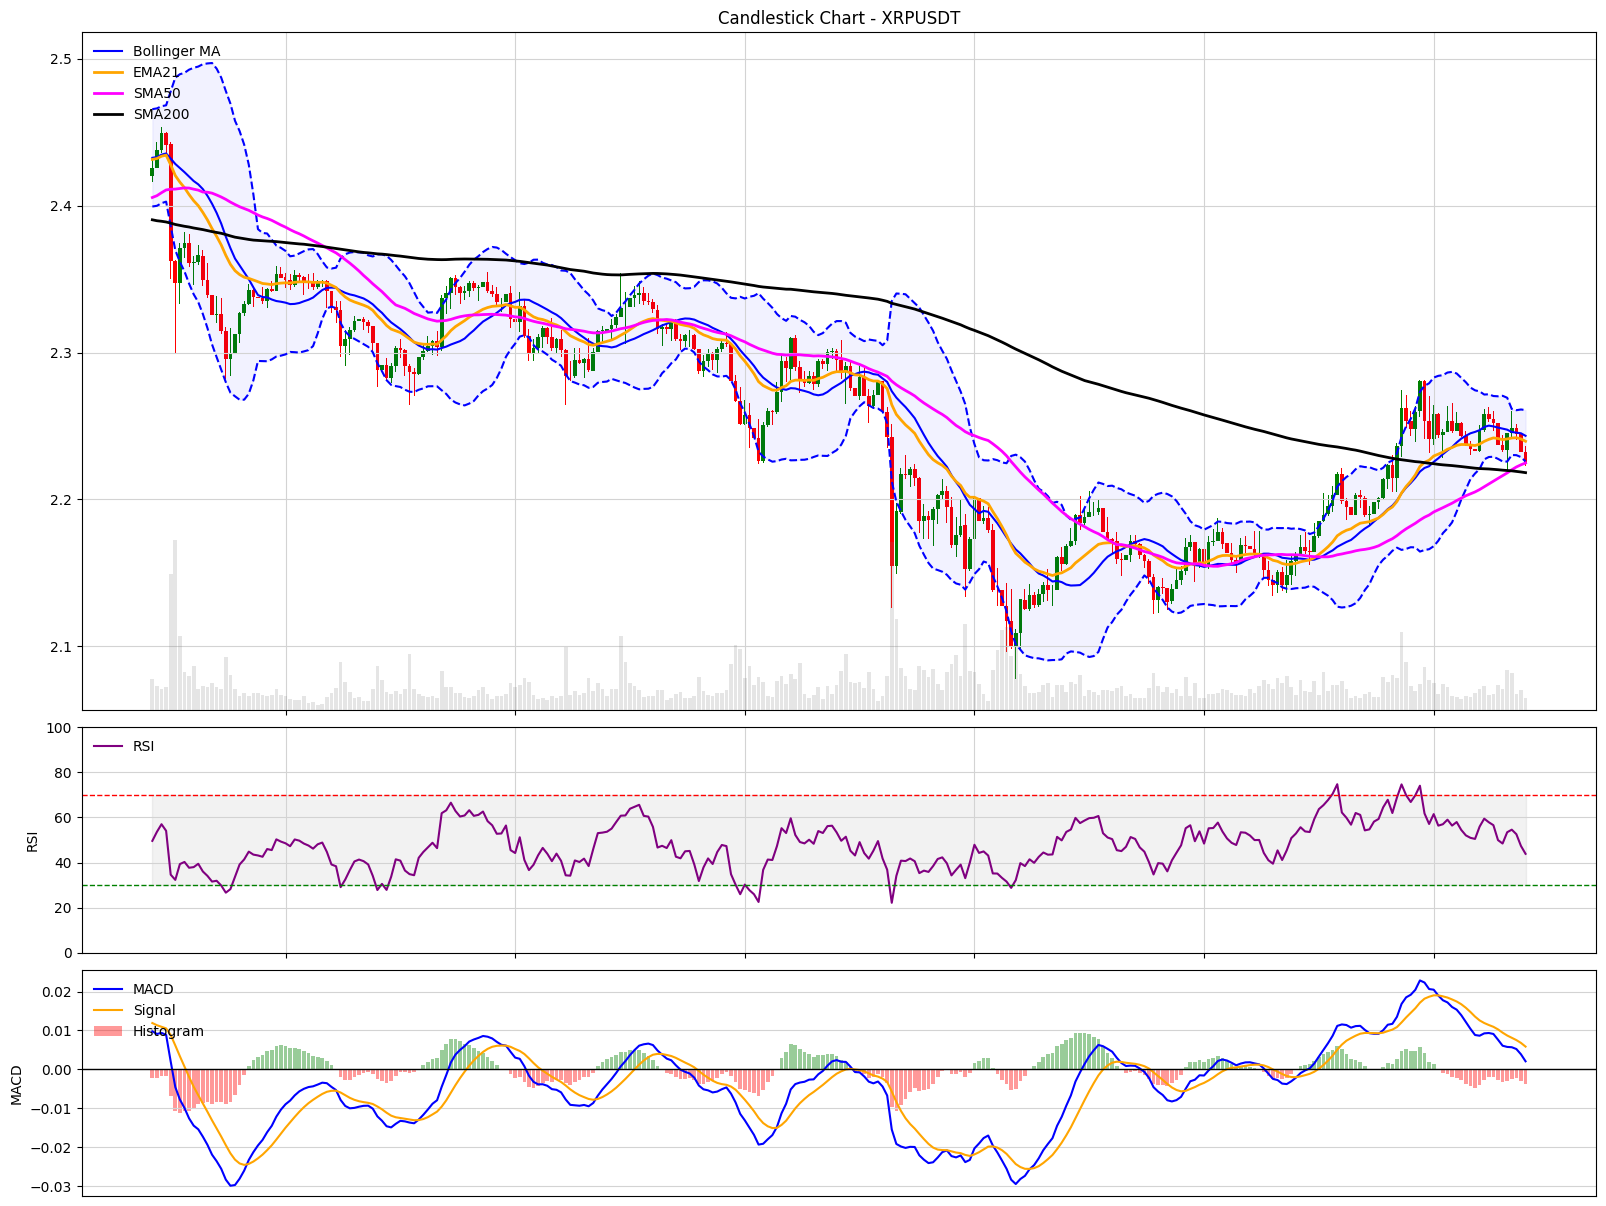 Candlestick Chart - XRPUSDT
Bollinger MA
EMA21
SMA50
SMA200
2.5
2.4
2.3
2.2
2.1
RSI
RSI
100
80
60
40
20
0
MACD
Signal
Histogram
MACD
0.02
0.01
0.00
−0.01
−0.02
−0.03